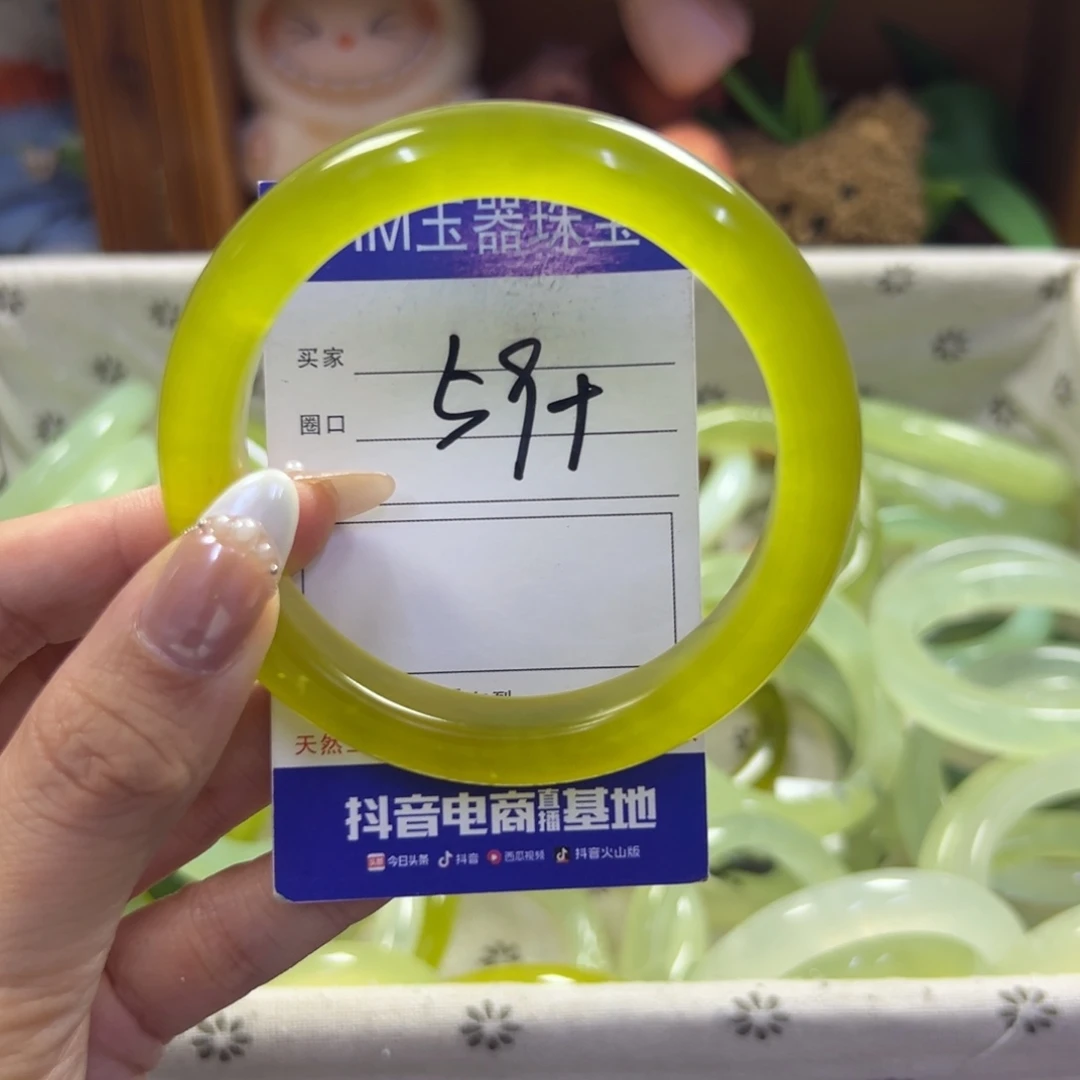 玉器珠宝
买家
圈口
59+
天然
抖音电商直播基地
今日头条 抖音 西瓜视频 抖音火山版